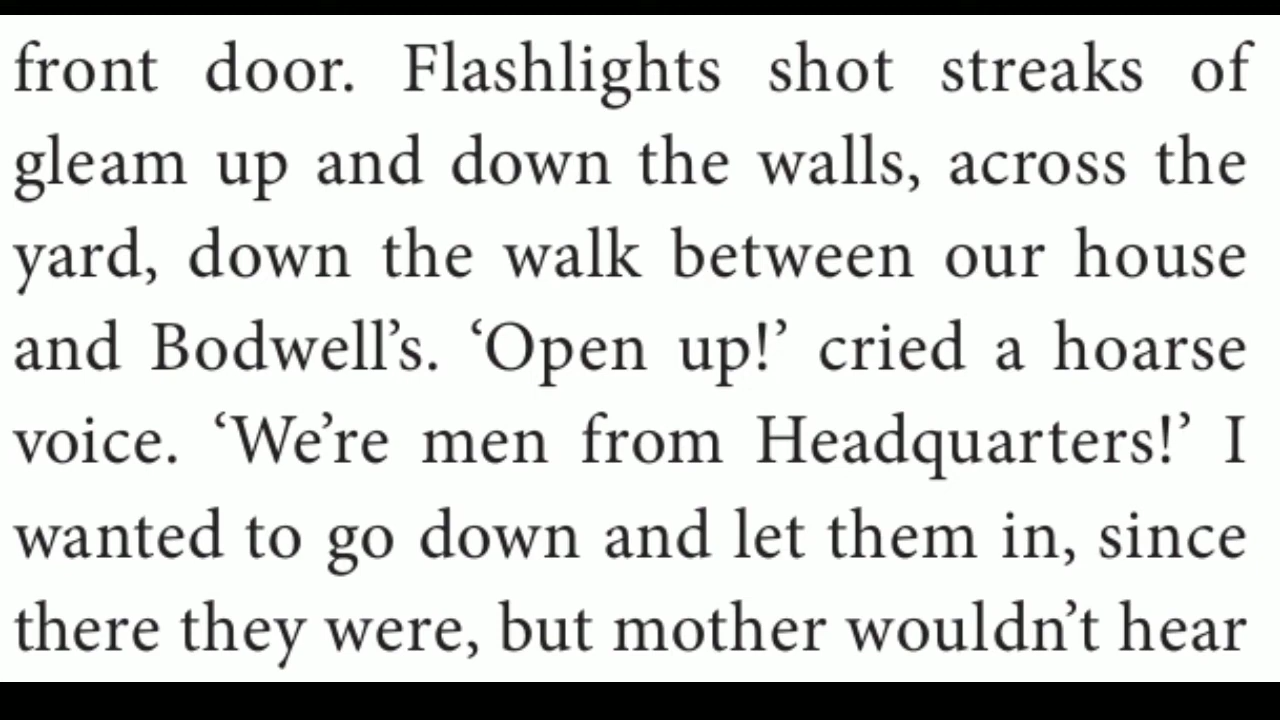 front door. Flashlights shot streaks of
gleam up and down the walls, across the
yard, down the walk between our house
and Bodwell’s. ‘Open up!’ cried a hoarse
voice. ‘We’re men from Headquarters!’ I
wanted to go down and let them in, since
there they were, but mother wouldn’t hear